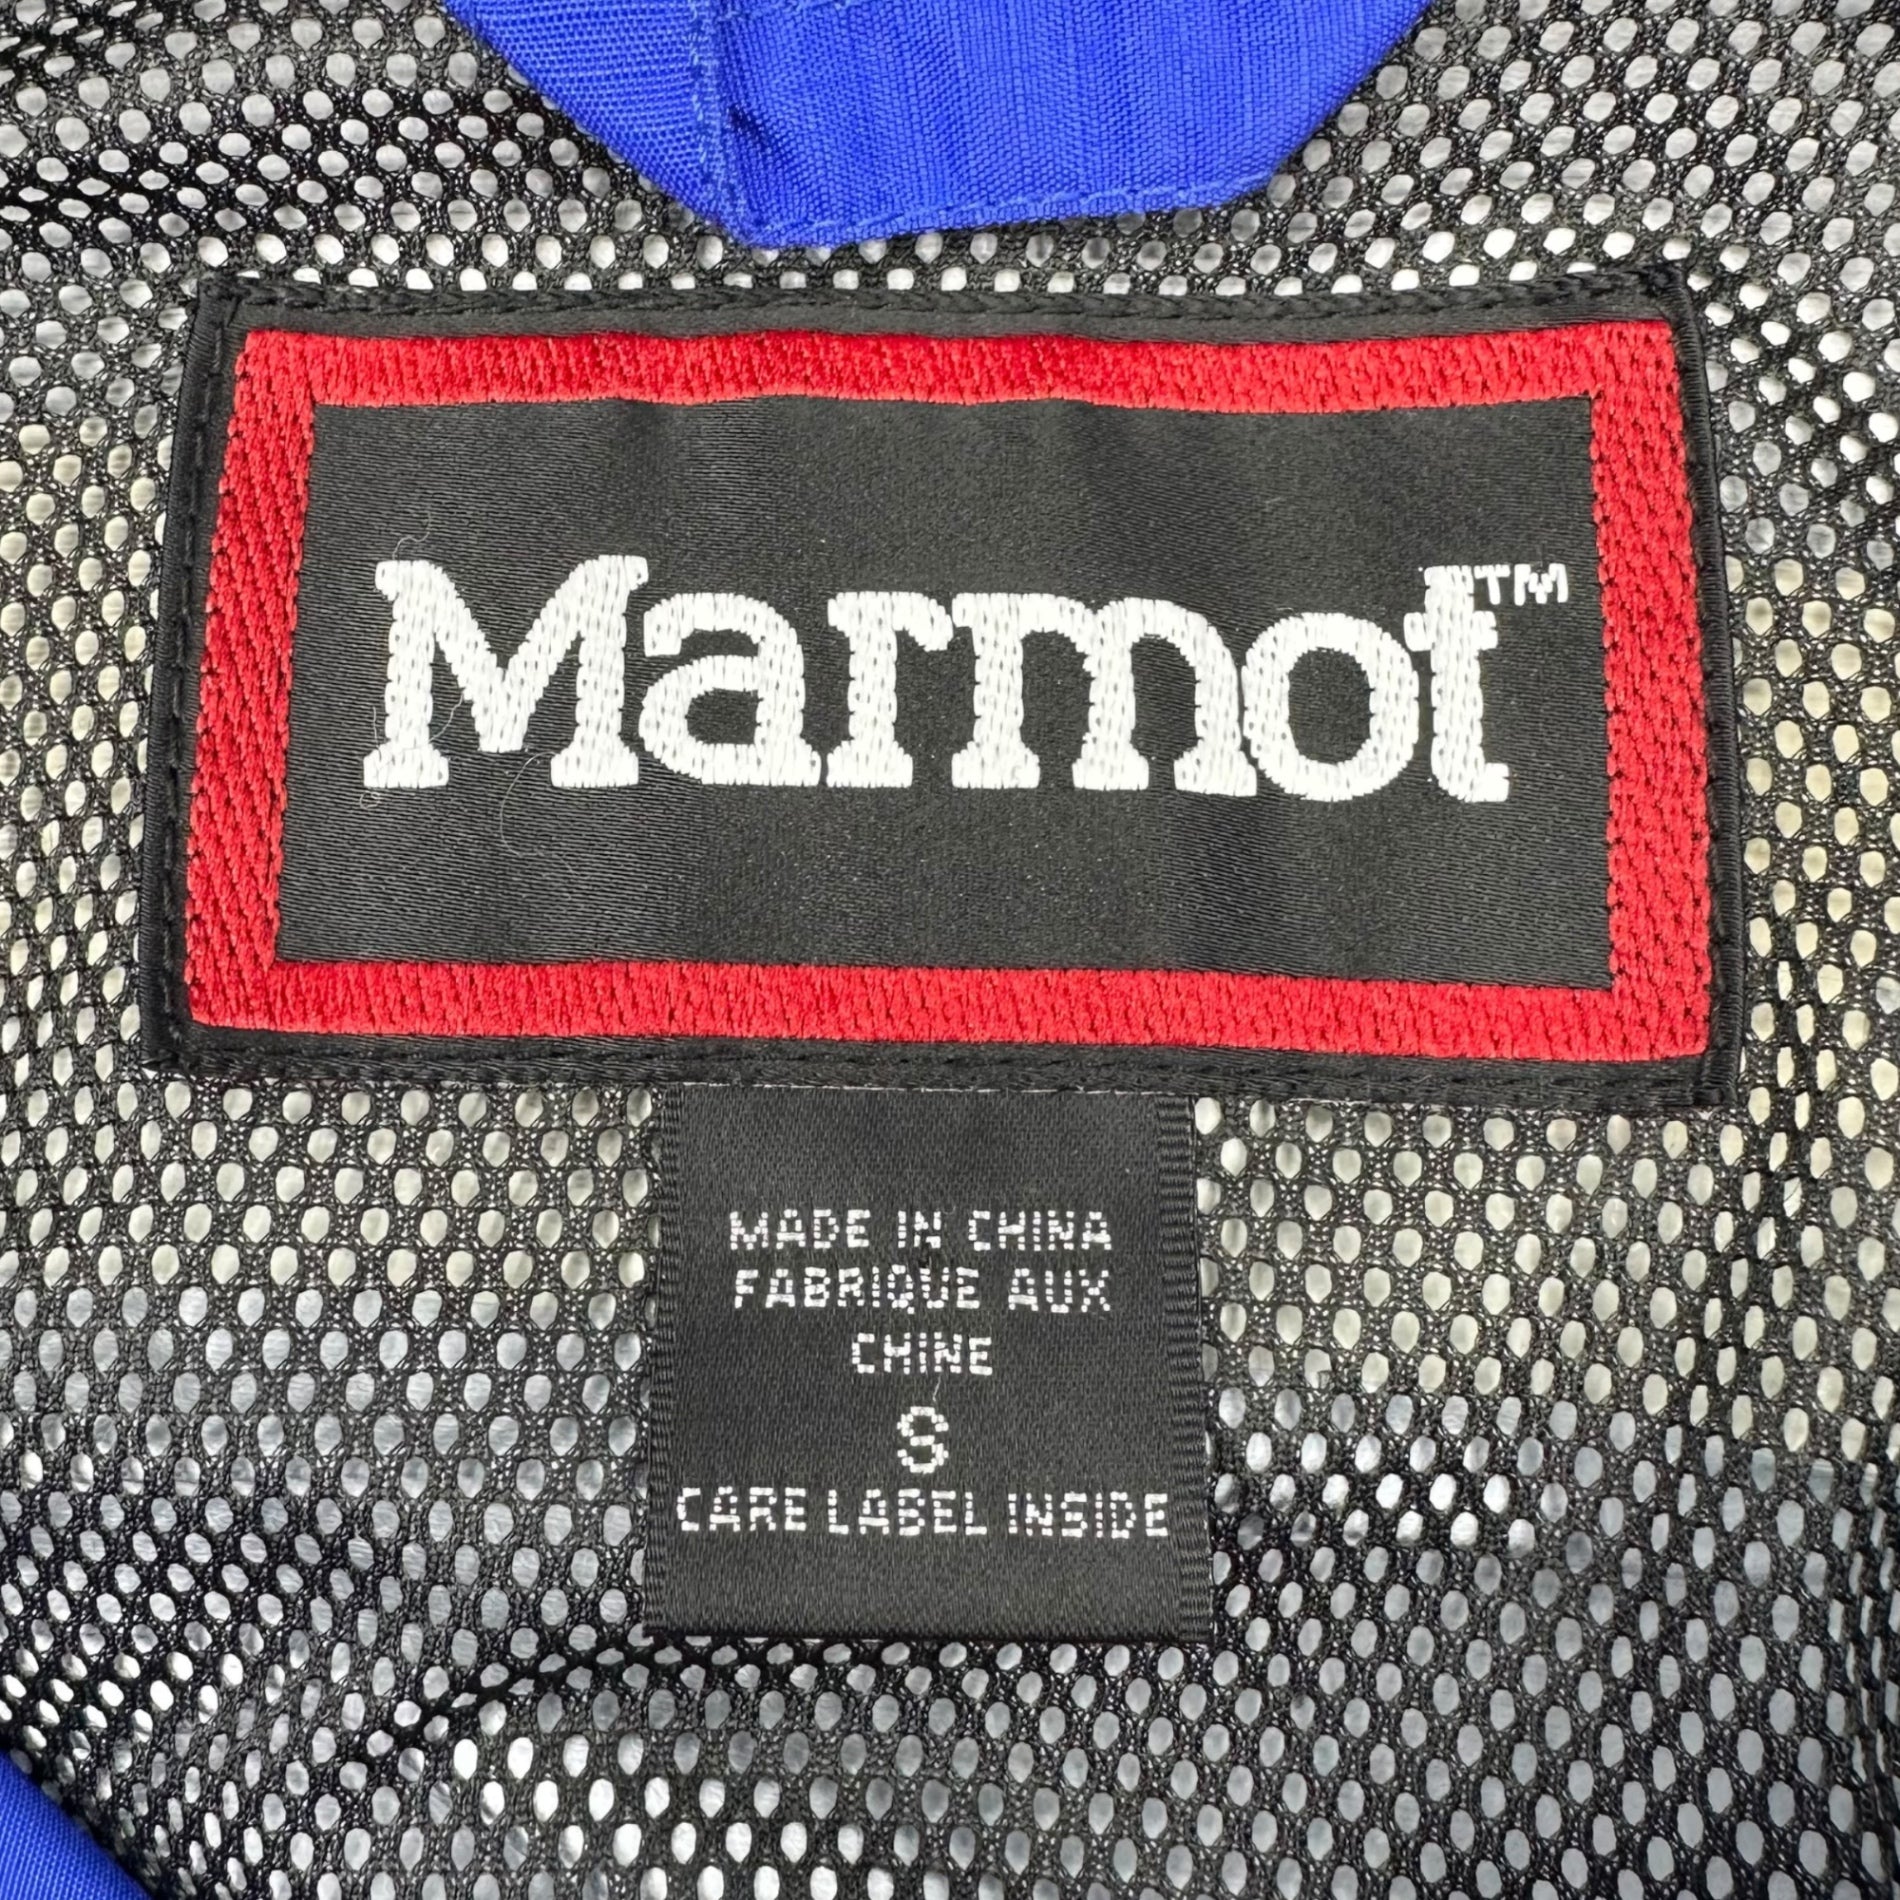 Marmot™
MADE IN CHINA
FABRIQUE AUX
CHINE
S
CARE LABEL INSIDE